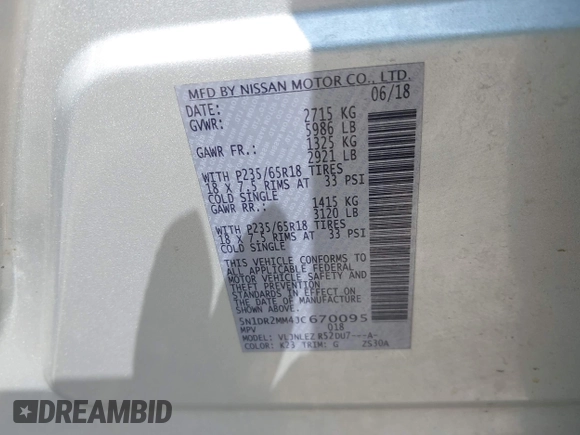 MFD BY NISSAN MOTOR CO., LTD.
DATE: 06/18
GVWR: 2715 KG
5986 LB
GAWR FR.: 1325 KG
2921 LB
WITH P235/65R18 TIRES
18 X 7.5 RIMS AT 33 PSI
COLD SINGLE
GAWR RR.: 1415 KG
3120 LB
WITH P235/65R18 TIRES
18 X 7.5 RIMS AT 33 PSI
COLD SINGLE
THIS VEHICLE CONFORMS TO
ALL APPLICABLE FEDERAL
MOTOR VEHICLE SAFETY AND
THEFT PREVENTION
STANDARDS IN EFFECT ON
THE DATE OF MANUFACTURE
SHOWN ABOVE.
5N1DR2MM4JC670095
MPV 018
MODEL: R52UU7---A-
COLOR: K23 TRIM: G 2S30A
DREAMBID